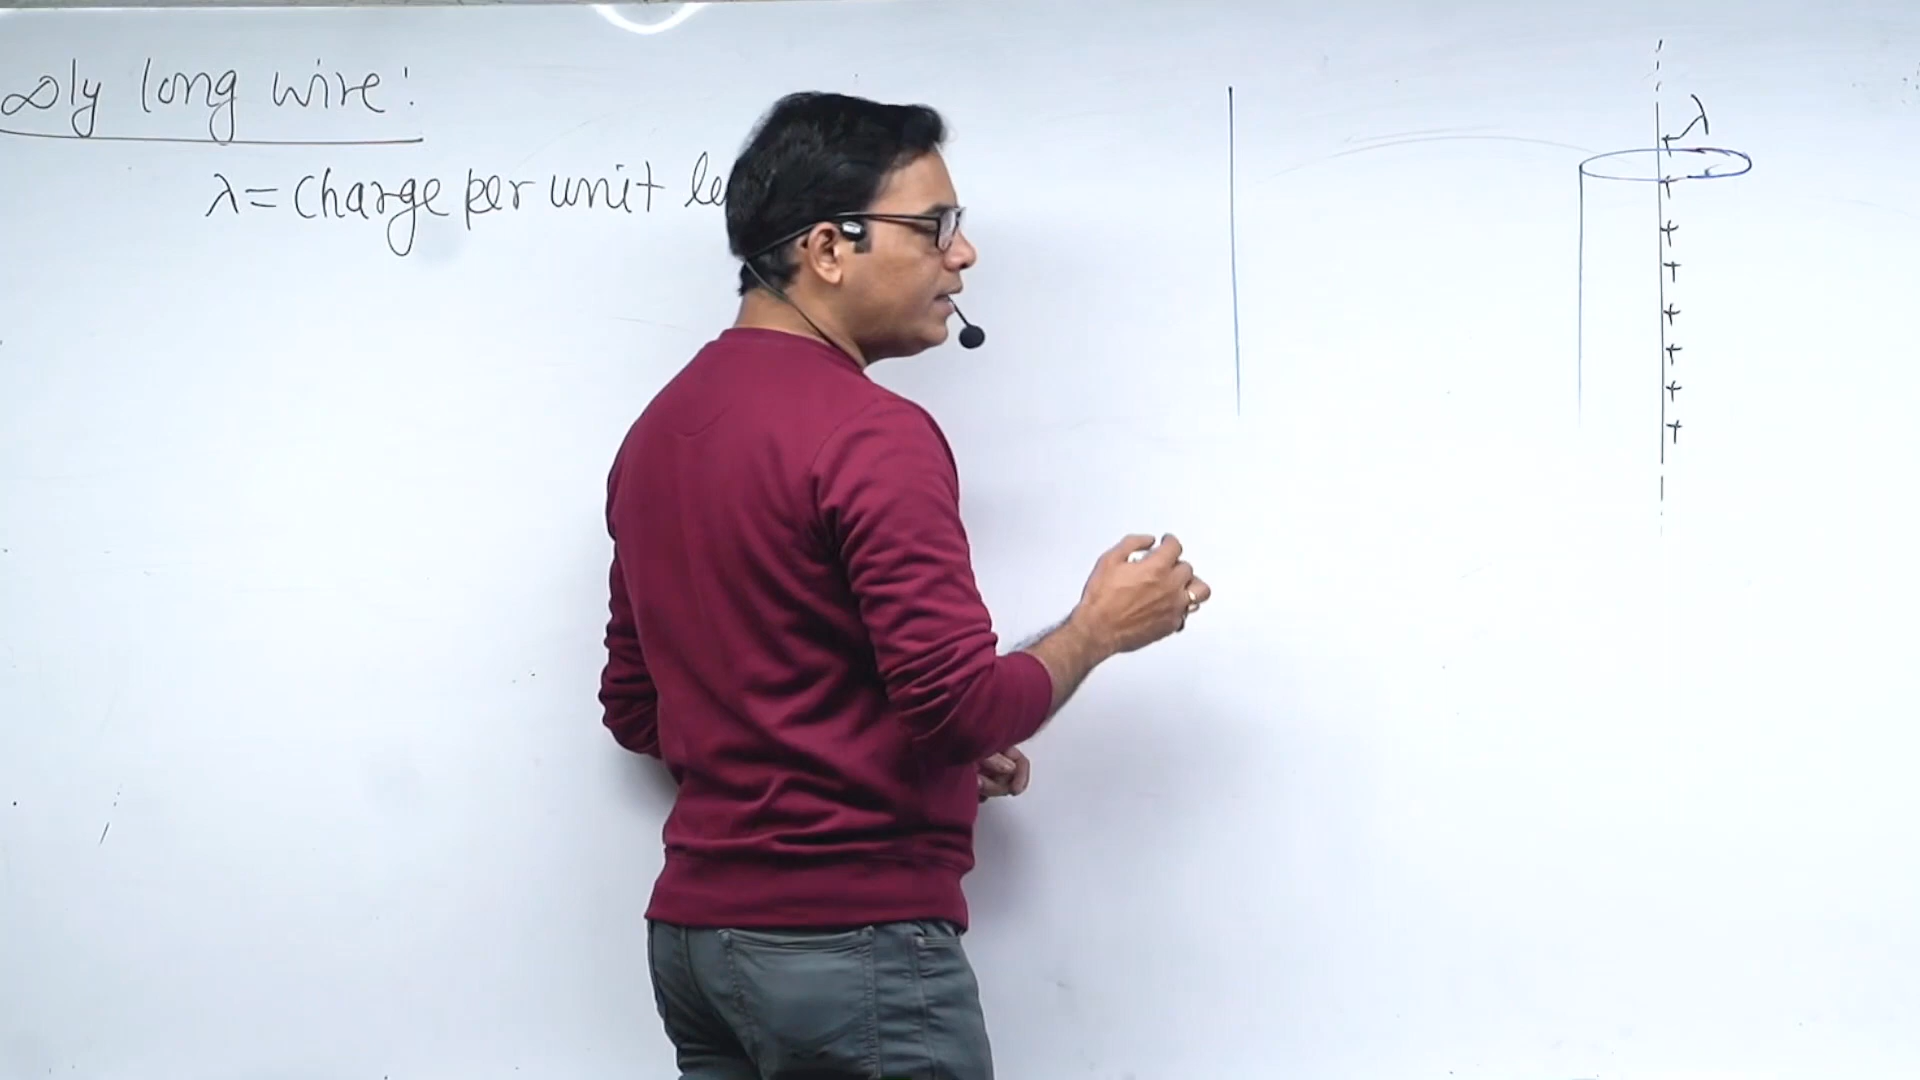 ∞ly long wire:
λ = Charge per unit le
λ
+
+
+
+
+
+
+
+